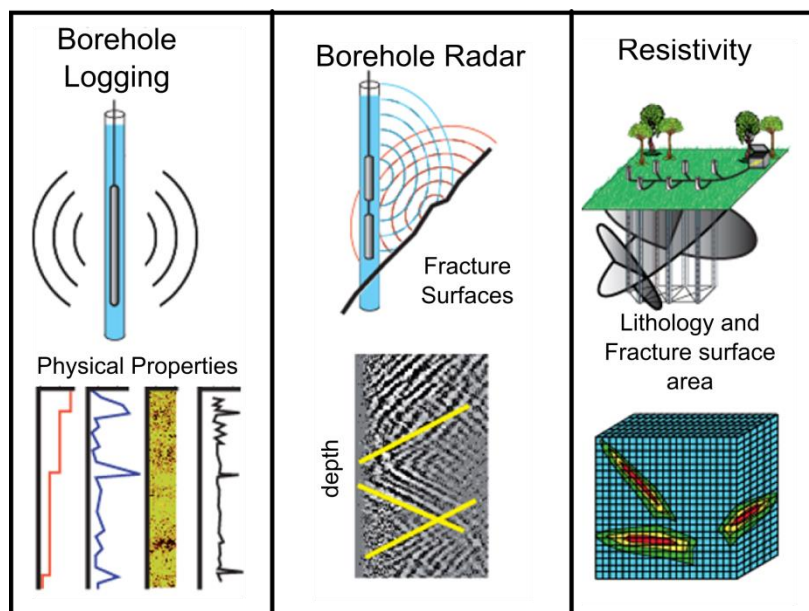 Borehole
Logging
Physical Properties
Borehole Radar
Fracture
Surfaces
depth
Resistivity
Lithology and
Fracture surface
area